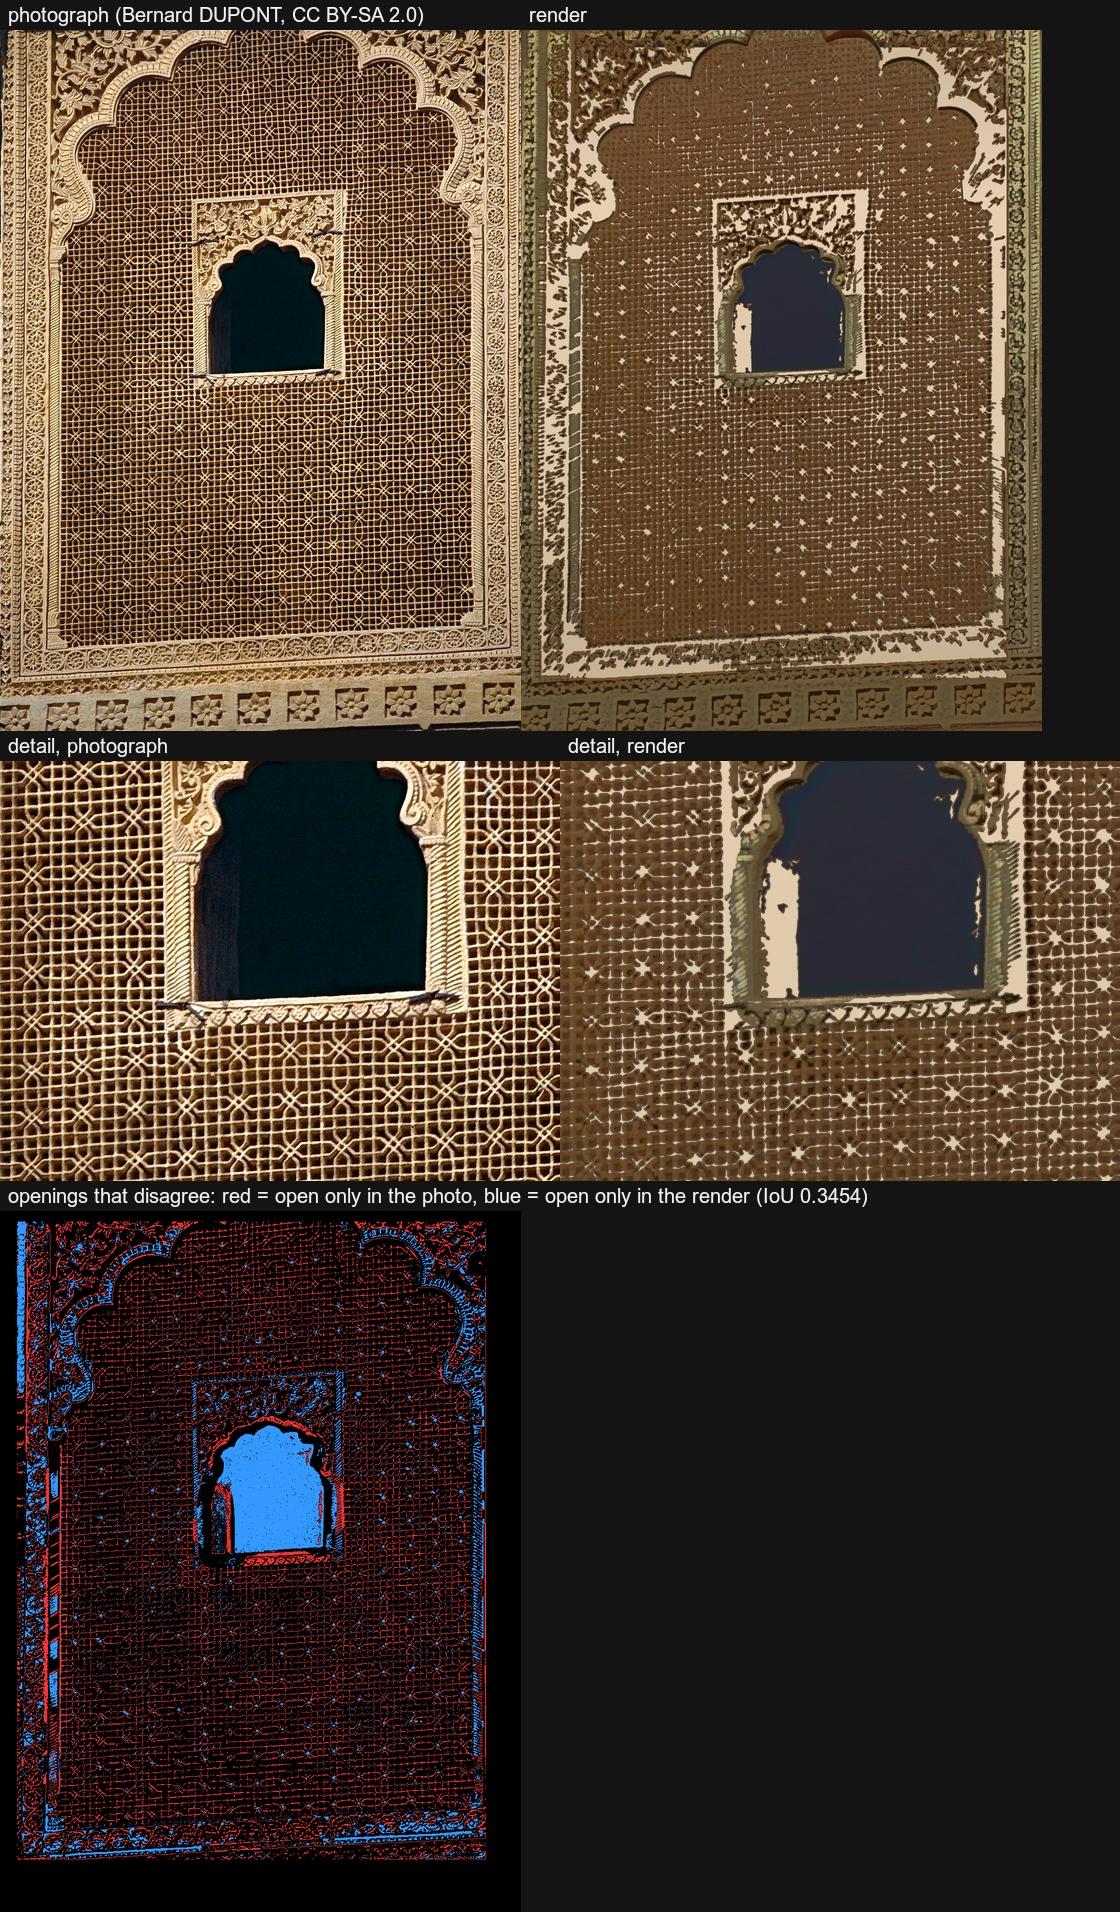 photograph (Bernard DUPONT, CC BY-SA 2.0)
render
detail, photograph
detail, render
openings that disagree: red = open only in the photo, blue = open only in the render (IoU 0.3454)